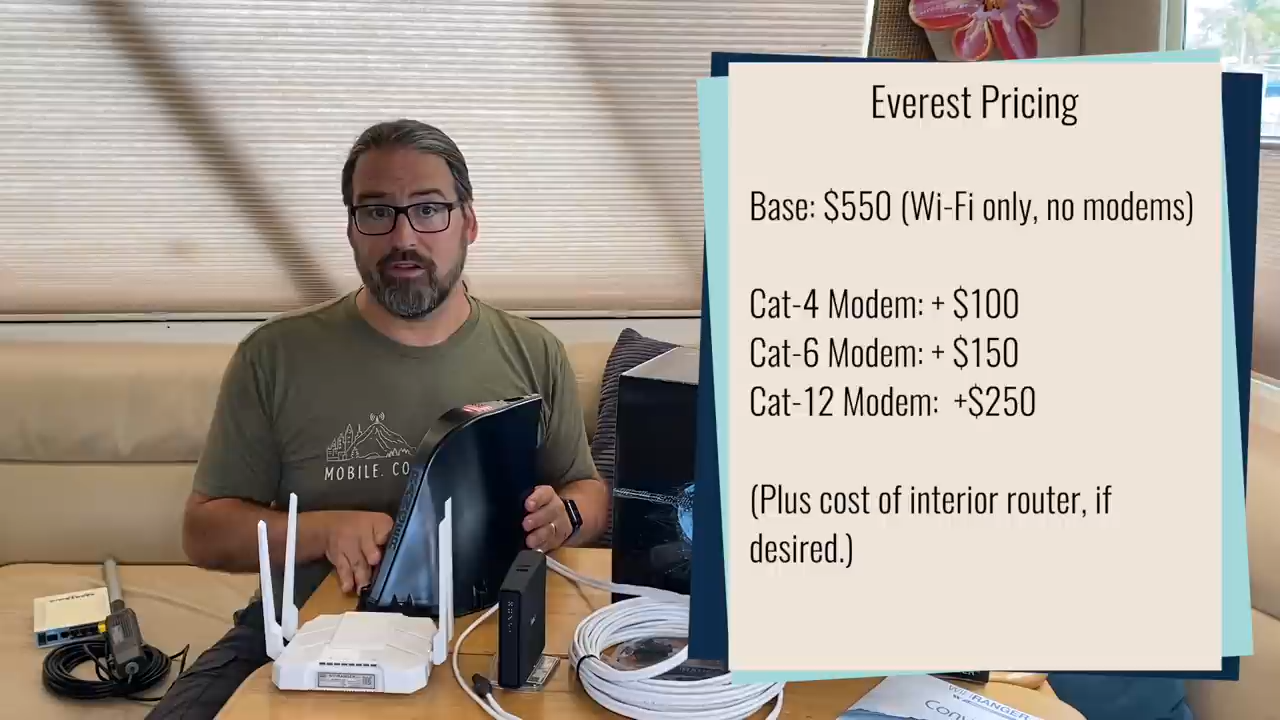 Everest Pricing
Base: $550 (Wi-Fi only, no modems)
Cat-4 Modem: + $100
Cat-6 Modem: + $150
Cat-12 Modem:  +$250
(Plus cost of interior router, if
desired.)
MOBILE. CO
WiFiRANGER